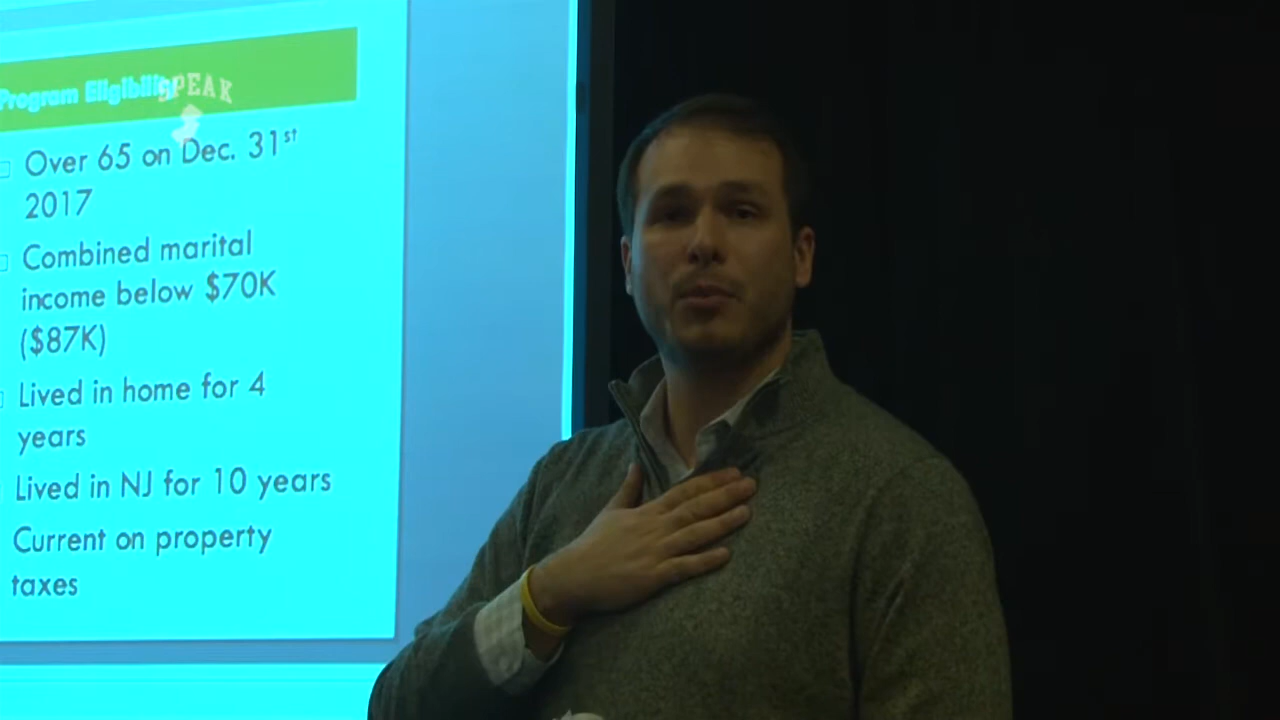 Program Eligibility
SPEAK
Over 65 on Dec. 31st
2017
Combined marital
income below $70K
($87K)
Lived in home for 4
years
Lived in NJ for 10 years
Current on property
taxes